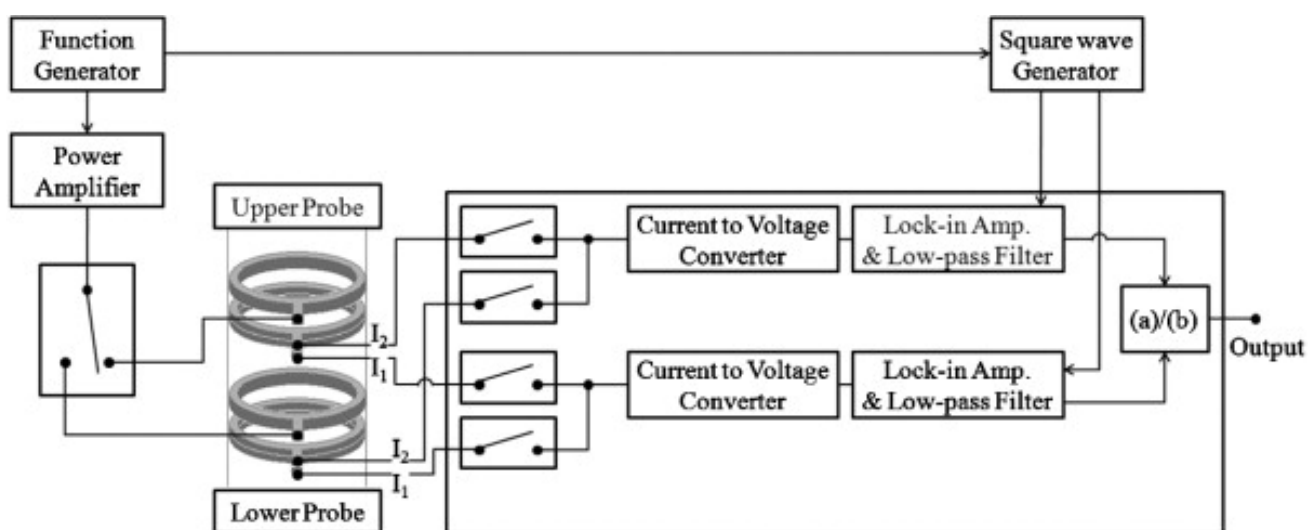 Function
Generator
Square wave
Generator
Power
Amplifier
Upper Probe
I2
I1
Current to Voltage
Converter
Lock-in Amp.
& Low-pass Filter
(a)/(b)
Output
Current to Voltage
Converter
Lock-in Amp.
& Low-pass Filter
I2
I1
Lower Probe